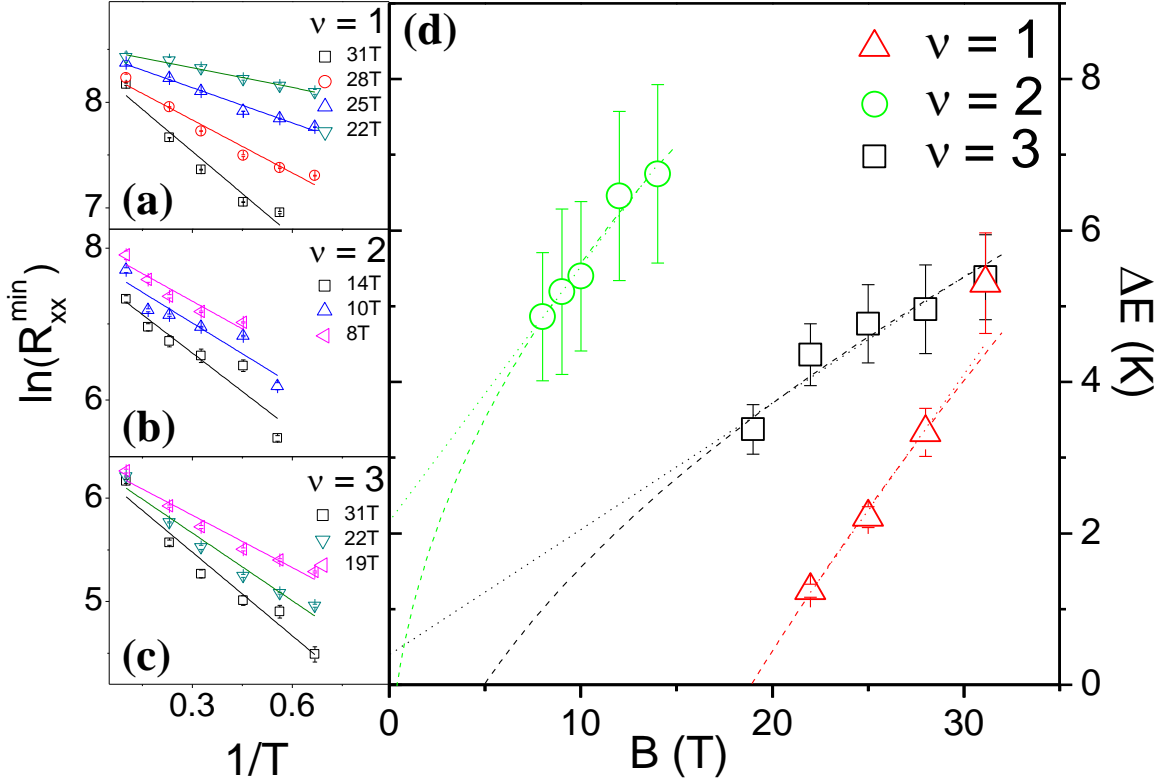 ν = 1
31T
28T
25T
22T
8
7
(a)
ν = 2
14T
10T
8T
8
6
(b)
ν = 3
31T
22T
19T
6
5
(c)
0.3
0.6
1/T
ln(R_xx^min)
(d)
ν = 1
ν = 2
ν = 3
8
6
4
2
0
ΔE (K)
0
10
20
30
B (T)